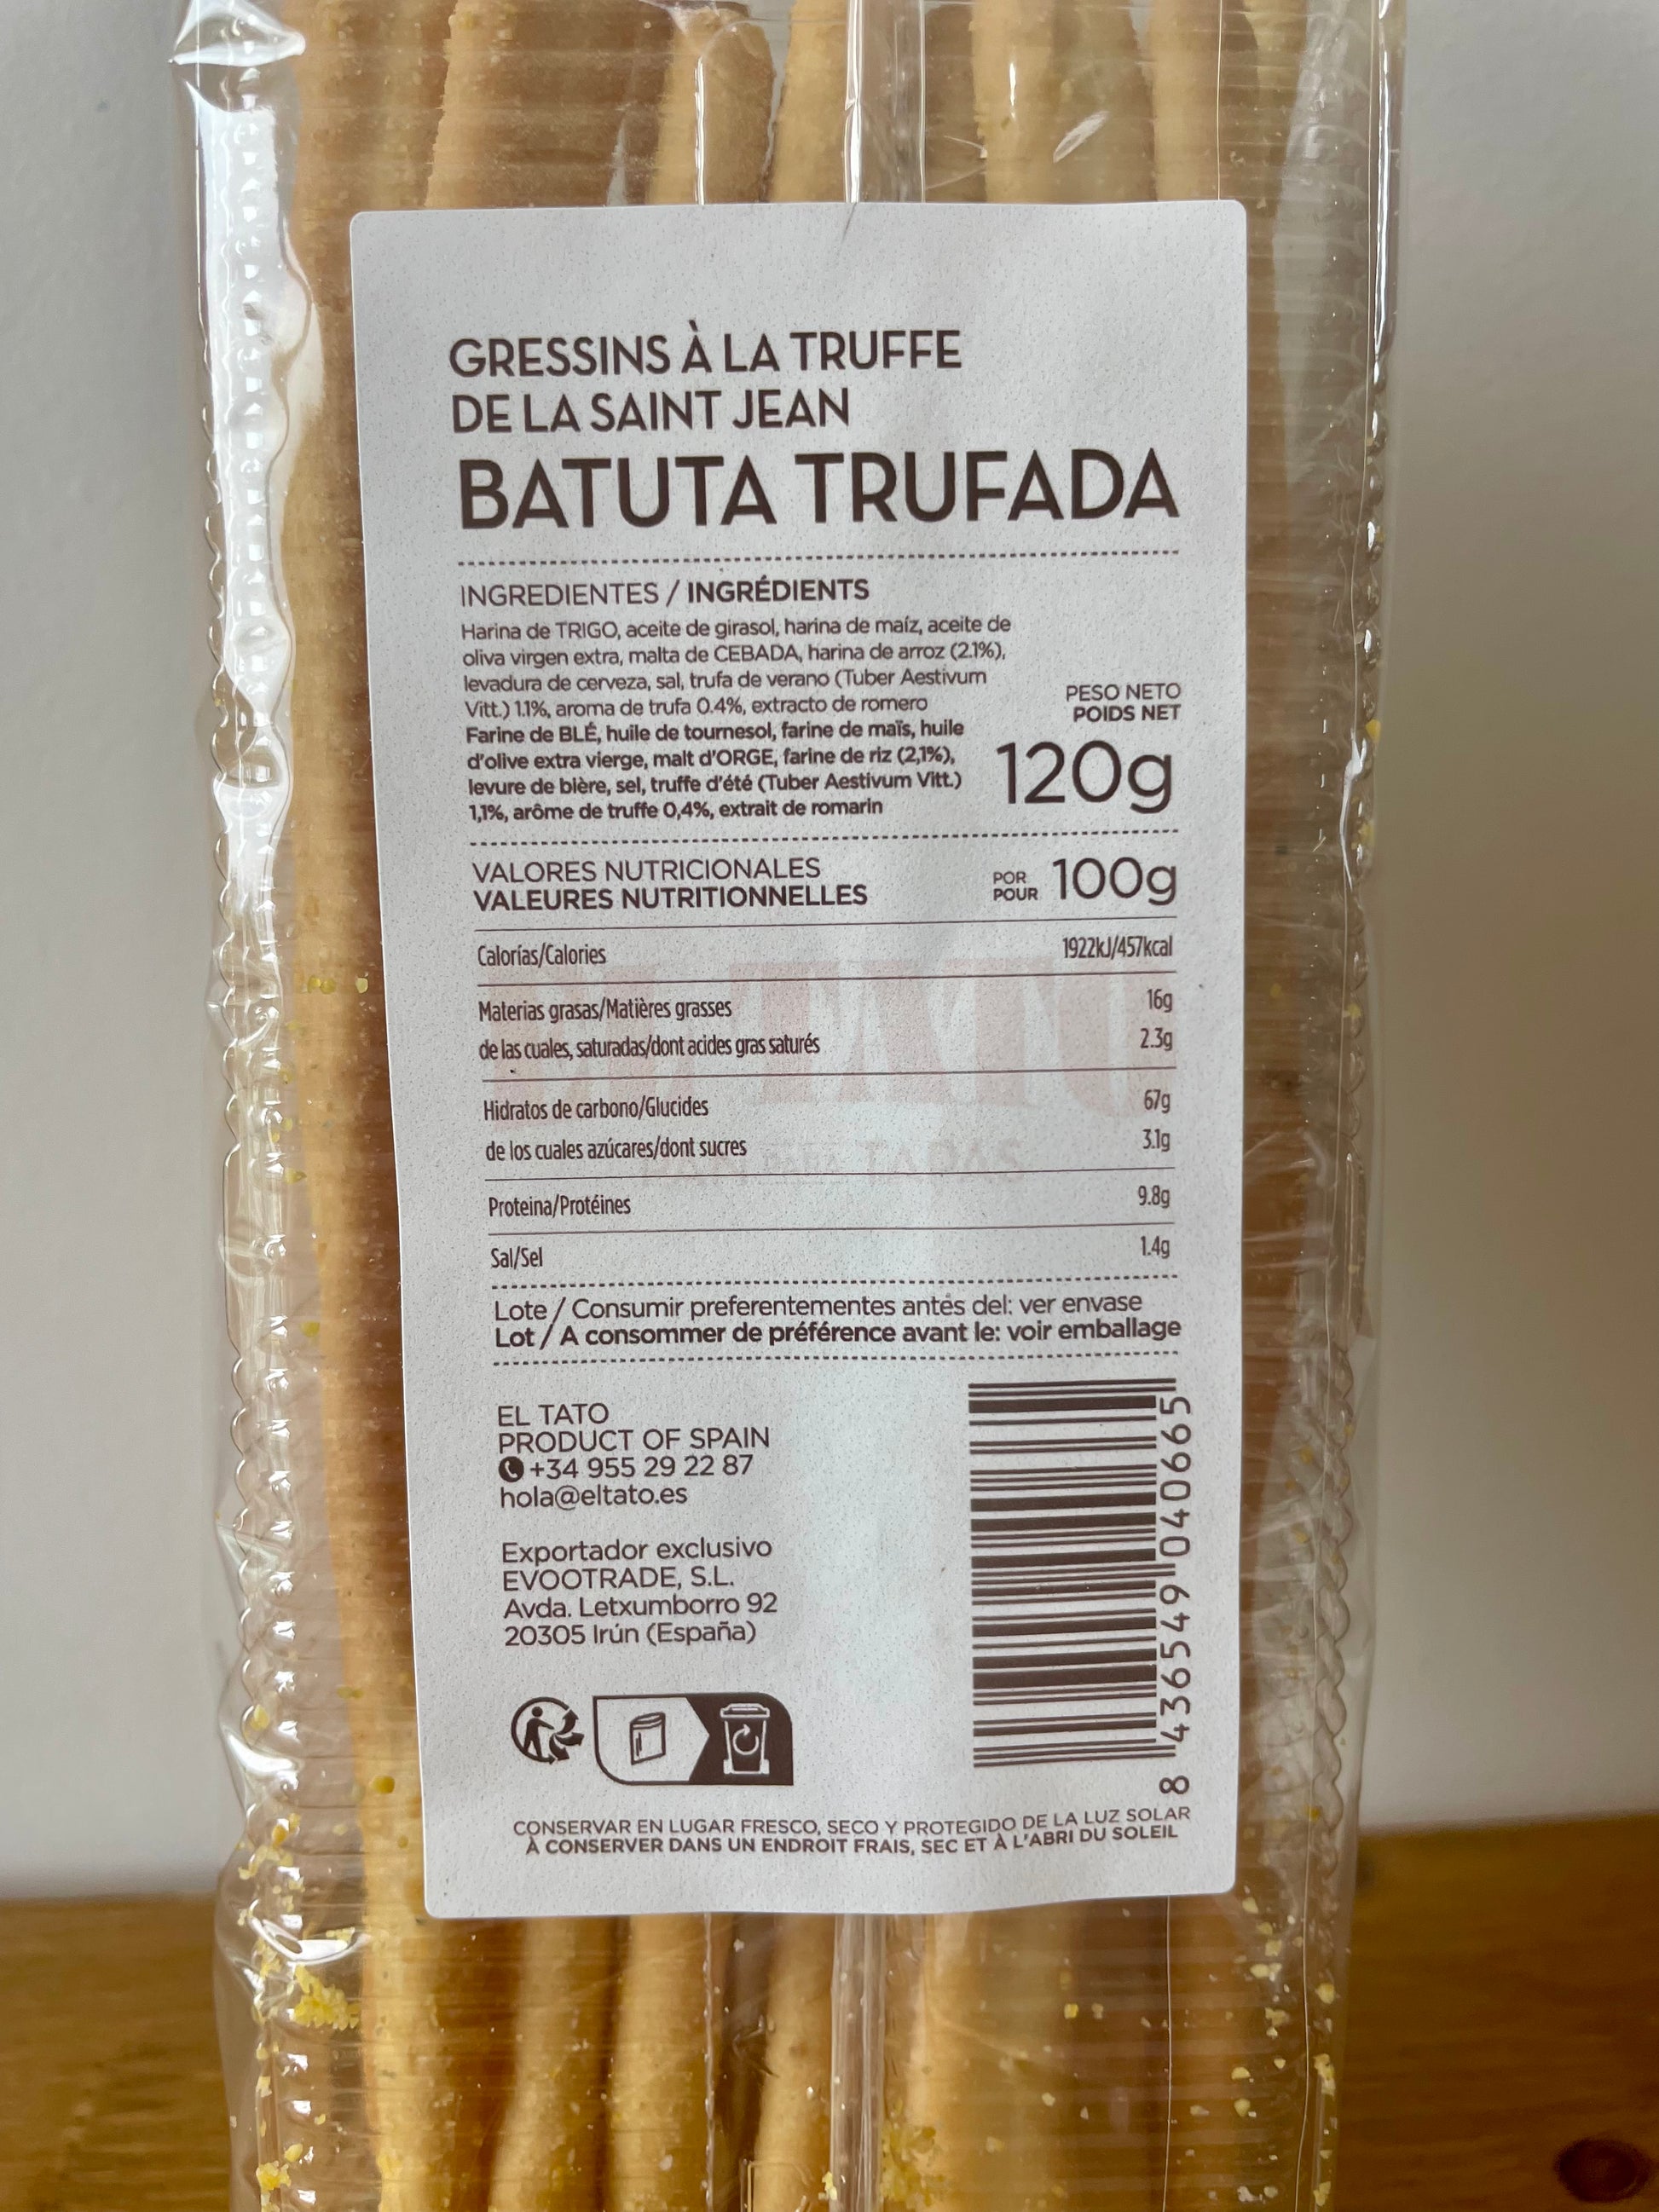 GRESSINS À LA TRUFFE
DE LA SAINT JEAN
BATUTA TRUFADA
INGREDIENTES / INGRÉDIENTS
Harina de TRIGO, aceite de girasol, harina de maíz, aceite de
oliva virgen extra, malta de CEBADA, harina de arroz (2.1%),
levadura de cerveza, sal, trufa de verano (Tuber Aestivum
Vitt.) 1.1%, aroma de trufa 0.4%, extracto de romero
Farine de BLÉ, huile de tournesol, farine de maïs, huile
d'olive extra vierge, malt d'ORGE, farine de riz (2,1%),
levure de bière, sel, truffe d'été (Tuber Aestivum Vitt.)
1,1%, arôme de truffe 0,4%, extrait de romarin
PESO NETO
POIDS NET
120g
VALORES NUTRICIONALES
VALEURES NUTRITIONNELLES
POR
POUR
100g
Calorías/Calories 1922kJ/457kcal
Materias grasas/Matières grasses 16g
de las cuales, saturadas/dont acides gras saturés 2.3g
Hidratos de carbono/Glucides 67g
de los cuales azúcares/dont sucres 3.1g
Proteina/Protéines 9.8g
Sal/Sel 1.4g
Lote / Consumir preferentementes antes del: ver envase
Lot / A consommer de préférence avant le: voir emballage
EL TATO
PRODUCT OF SPAIN
+34 955 29 22 87
hola@eltato.es
Exportador exclusivo
EVOOTRADE, S.L.
Avda. Letxumborro 92
20305 Irún (España)
8 436549 040665
CONSERVAR EN LUGAR FRESCO, SECO Y PROTEGIDO DE LA LUZ SOLAR
À CONSERVER DANS UN ENDROIT FRAIS, SEC ET À L'ABRI DU SOLEIL